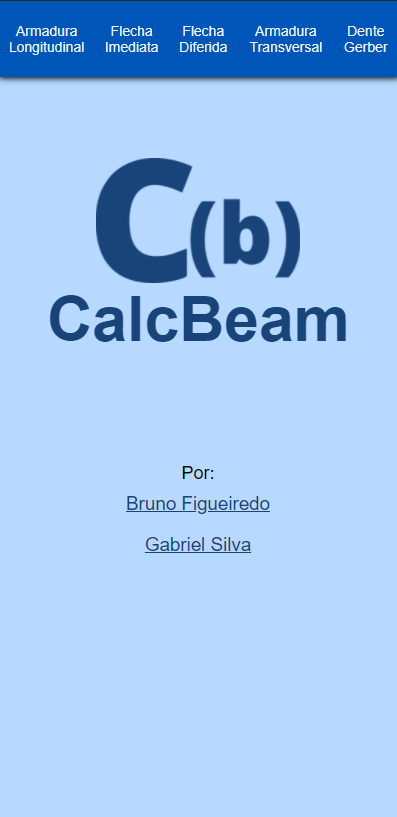 Armadura Longitudinal
Flecha Imediata
Flecha Diferida
Armadura Transversal
Dente Gerber
C(b)
CalcBeam
Por:
Bruno Figueiredo
Gabriel Silva